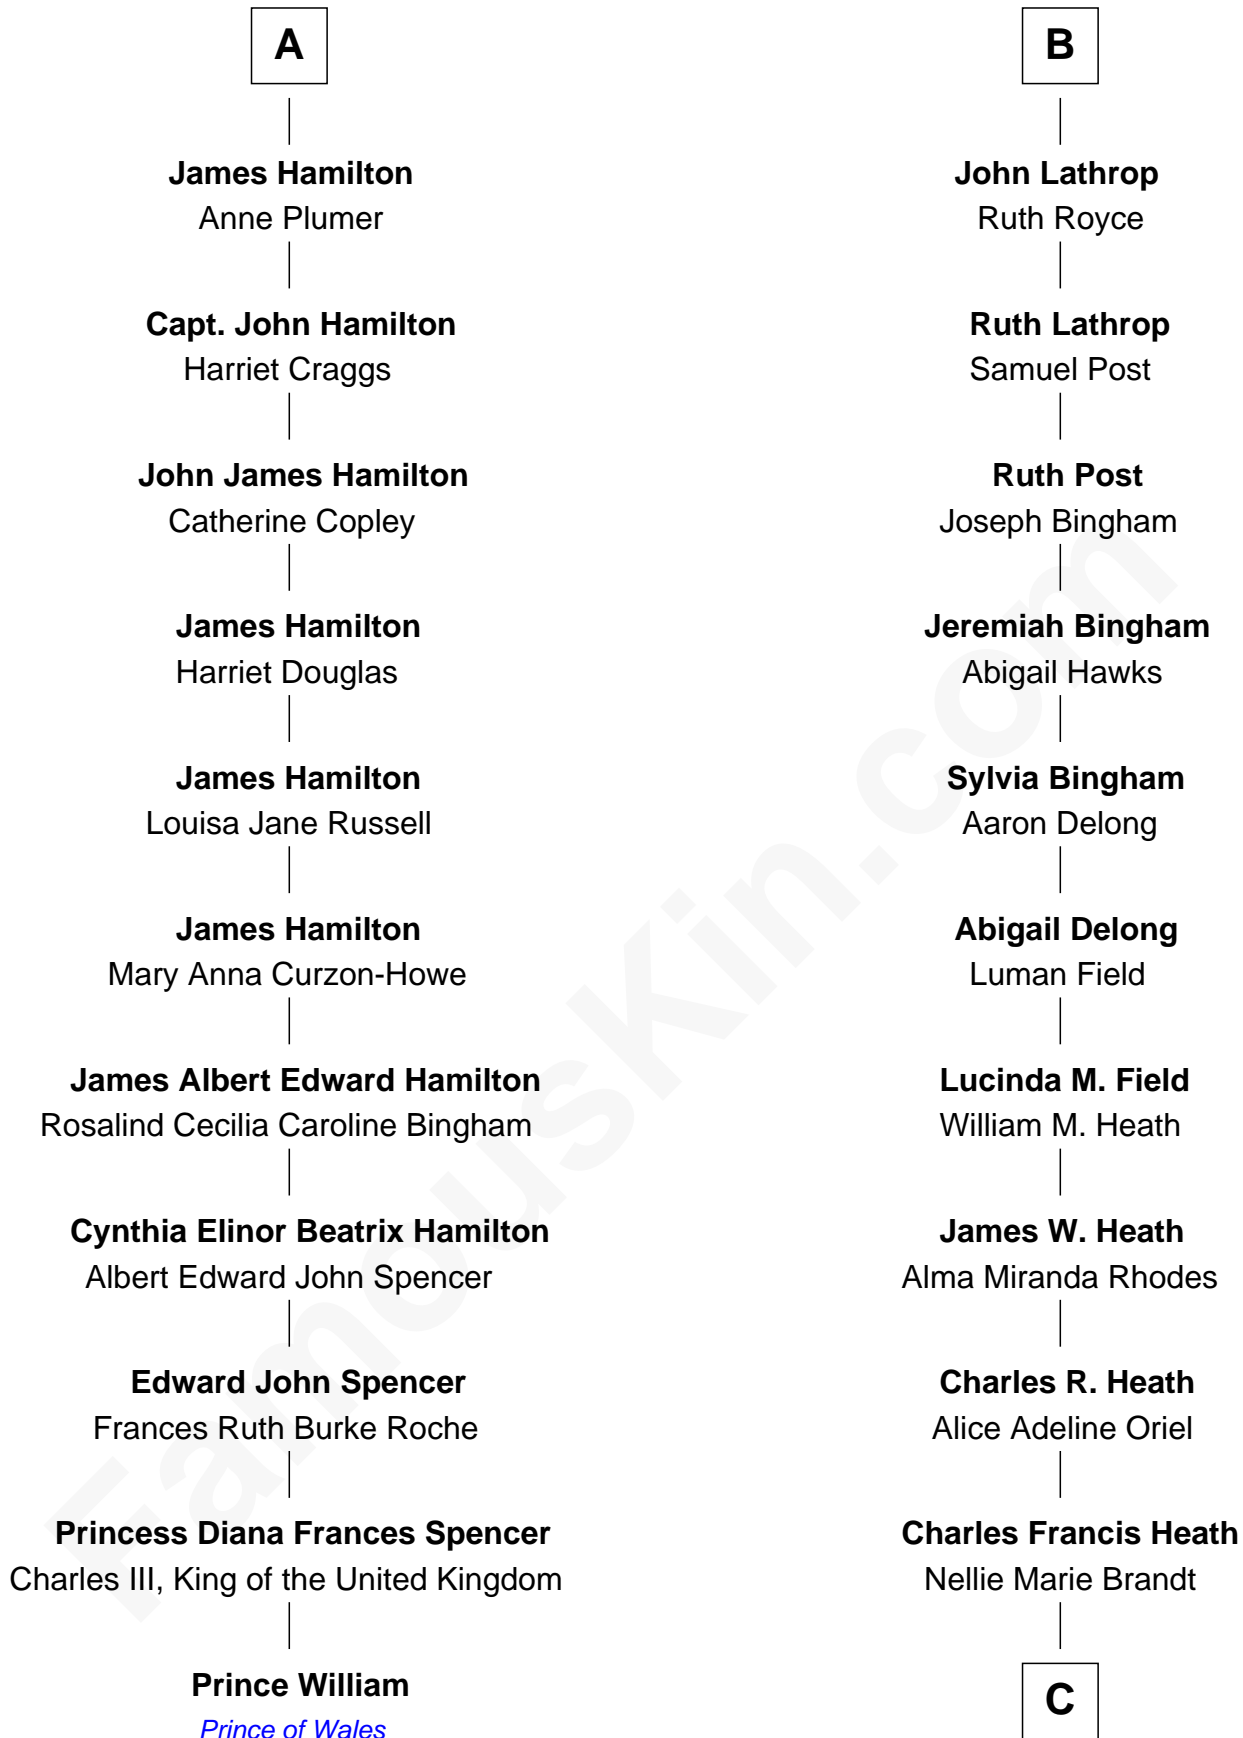 A
James Hamilton
Anne Plumer
Capt. John Hamilton
Harriet Craggs
John James Hamilton
Catherine Copley
James Hamilton
Harriet Douglas
James Hamilton
Louisa Jane Russell
James Hamilton
Mary Anna Curzon-Howe
James Albert Edward Hamilton
Rosalind Cecilia Caroline Bingham
Cynthia Elinor Beatrix Hamilton
Albert Edward John Spencer
Edward John Spencer
Frances Ruth Burke Roche
Princess Diana Frances Spencer
Charles III, King of the United Kingdom
Prince William
Prince of Wales
B
John Lathrop
Ruth Royce
Ruth Lathrop
Samuel Post
Ruth Post
Joseph Bingham
Jeremiah Bingham
Abigail Hawks
Sylvia Bingham
Aaron Delong
Abigail Delong
Luman Field
Lucinda M. Field
William M. Heath
James W. Heath
Alma Miranda Rhodes
Charles R. Heath
Alice Adeline Oriel
Charles Francis Heath
Nellie Marie Brandt
C
FamousKin.com